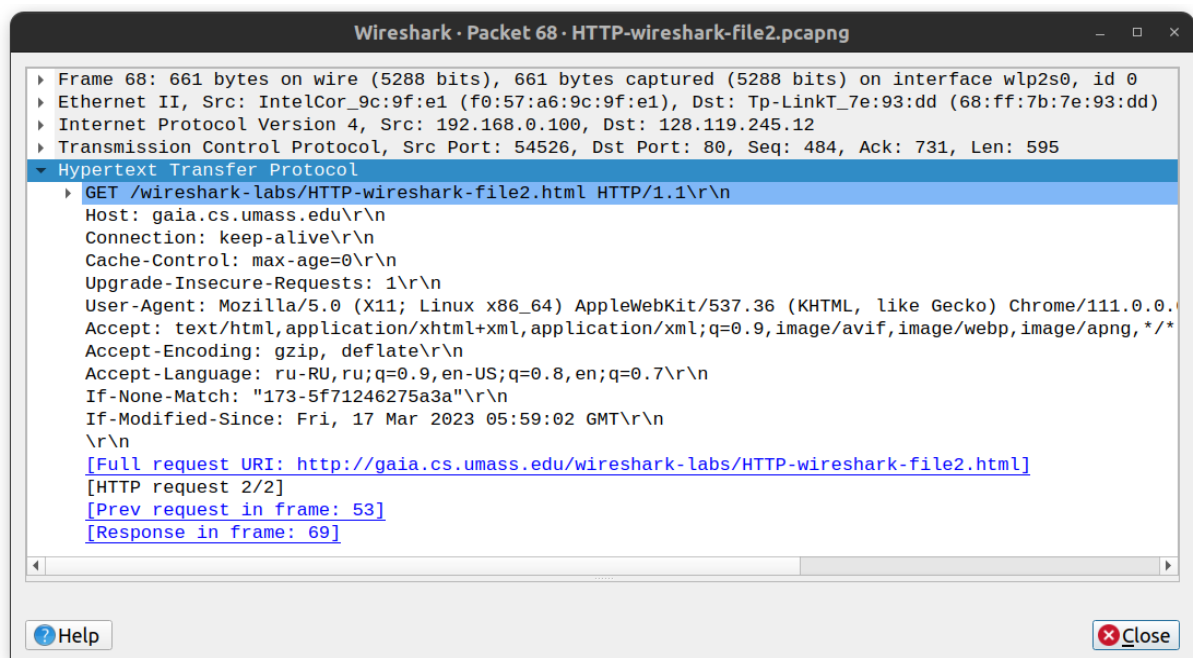 Wireshark · Packet 68 · HTTP-wireshark-file2.pcapng
Frame 68: 661 bytes on wire (5288 bits), 661 bytes captured (5288 bits) on interface wlp2s0, id 0
Ethernet II, Src: IntelCor_9c:9f:e1 (f0:57:a6:9c:9f:e1), Dst: Tp-LinkT_7e:93:dd (68:ff:7b:7e:93:dd)
Internet Protocol Version 4, Src: 192.168.0.100, Dst: 128.119.245.12
Transmission Control Protocol, Src Port: 54526, Dst Port: 80, Seq: 484, Ack: 731, Len: 595
Hypertext Transfer Protocol
GET /wireshark-labs/HTTP-wireshark-file2.html HTTP/1.1\r\n
Host: gaia.cs.umass.edu\r\n
Connection: keep-alive\r\n
Cache-Control: max-age=0\r\n
Upgrade-Insecure-Requests: 1\r\n
User-Agent: Mozilla/5.0 (X11; Linux x86_64) AppleWebKit/537.36 (KHTML, like Gecko) Chrome/111.0.0.
Accept: text/html,application/xhtml+xml,application/xml;q=0.9,image/avif,image/webp,image/apng,*/*
Accept-Encoding: gzip, deflate\r\n
Accept-Language: ru-RU,ru;q=0.9,en-US;q=0.8,en;q=0.7\r\n
If-None-Match: "173-5f71246275a3a"\r\n
If-Modified-Since: Fri, 17 Mar 2023 05:59:02 GMT\r\n
\r\n
[Full request URI: http://gaia.cs.umass.edu/wireshark-labs/HTTP-wireshark-file2.html]
[HTTP request 2/2]
[Prev request in frame: 53]
[Response in frame: 69]
Help
Close